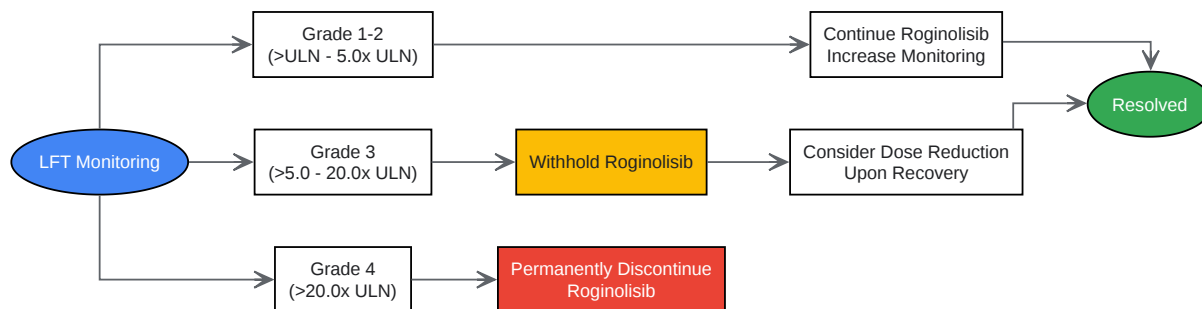 Grade 1-2
(>ULN - 5.0x ULN)
Continue Roginolisib
Increase Monitoring
Resolved
LFT Monitoring
Grade 3
(>5.0 - 20.0x ULN)
Withhold Roginolisib
Consider Dose Reduction
Upon Recovery
Grade 4
(>20.0x ULN)
Permanently Discontinue
Roginolisib